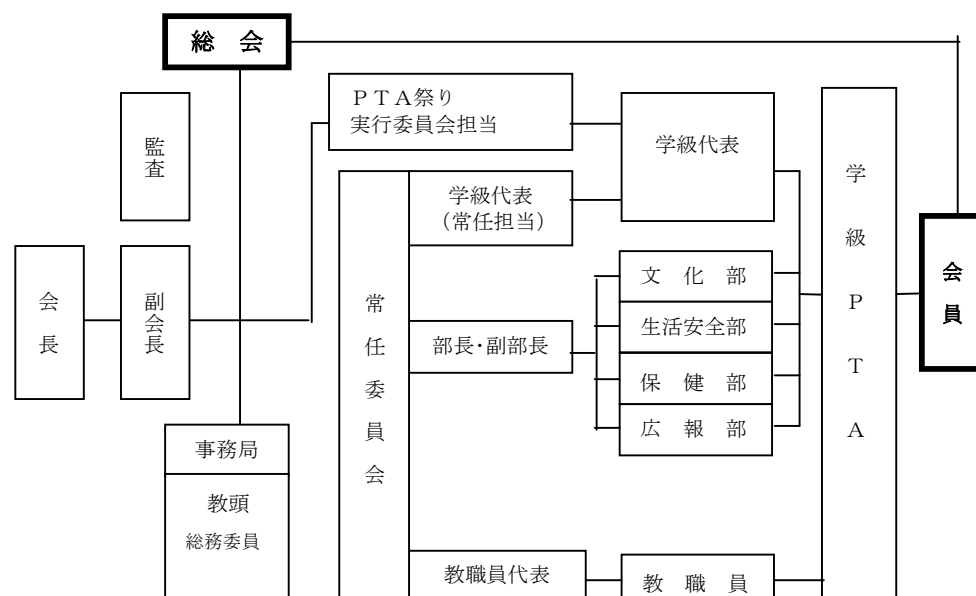 総　会
ＰＴＡ祭り
実行委員会担当
監査
学級代表
学級代表
（常任担当）
学級ＰＴＡ
会員
会長
副会長
常任委員会
文　化　部
生活安全部
部長・副部長
保　健　部
広　報　部
事務局
教頭
総務委員
教職員代表
教　職　員